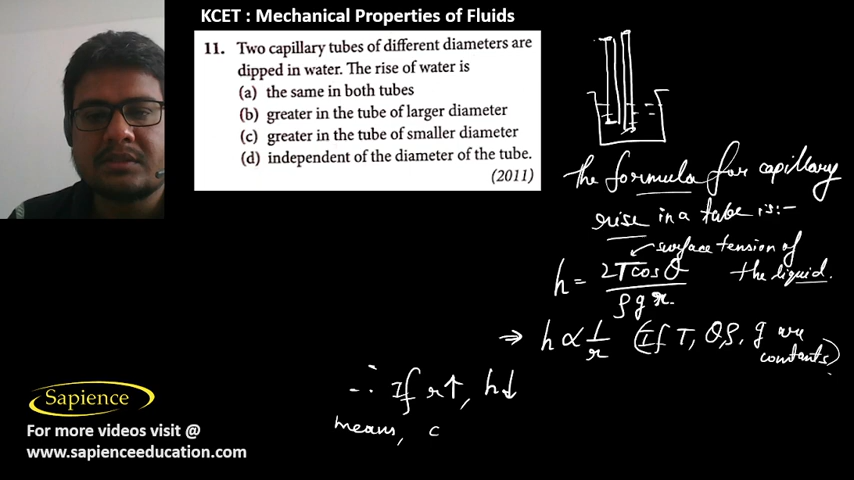 KCET : Mechanical Properties of Fluids
11. Two capillary tubes of different diameters are
dipped in water. The rise of water is
(a) the same in both tubes
(b) greater in the tube of larger diameter
(c) greater in the tube of smaller diameter
(d) independent of the diameter of the tube.
(2011)
the formula for capillary
rise in a tube is:-
surface tension of
the liquid.
h = 2Tcosθ / ρgr.
⇒ h ∝ 1/r (If T, θ, ρ, g are
constants)
∴ If r↑, h↓
means, c
Sapience
For more videos visit @
www.sapienceeducation.com